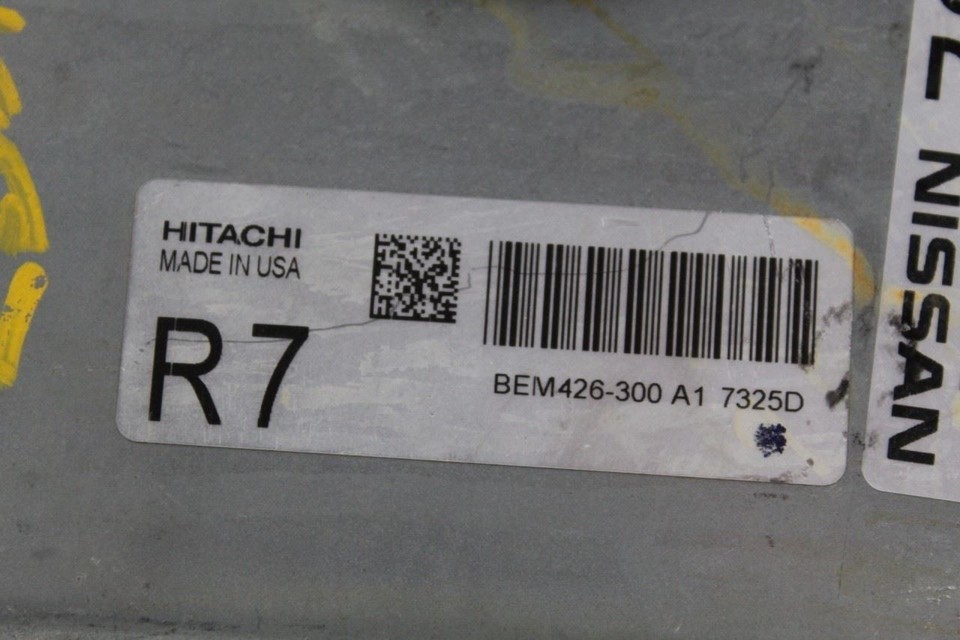 HITACHI
MADE IN USA
R7
BEM426-300 A1 7325D
NISSAN